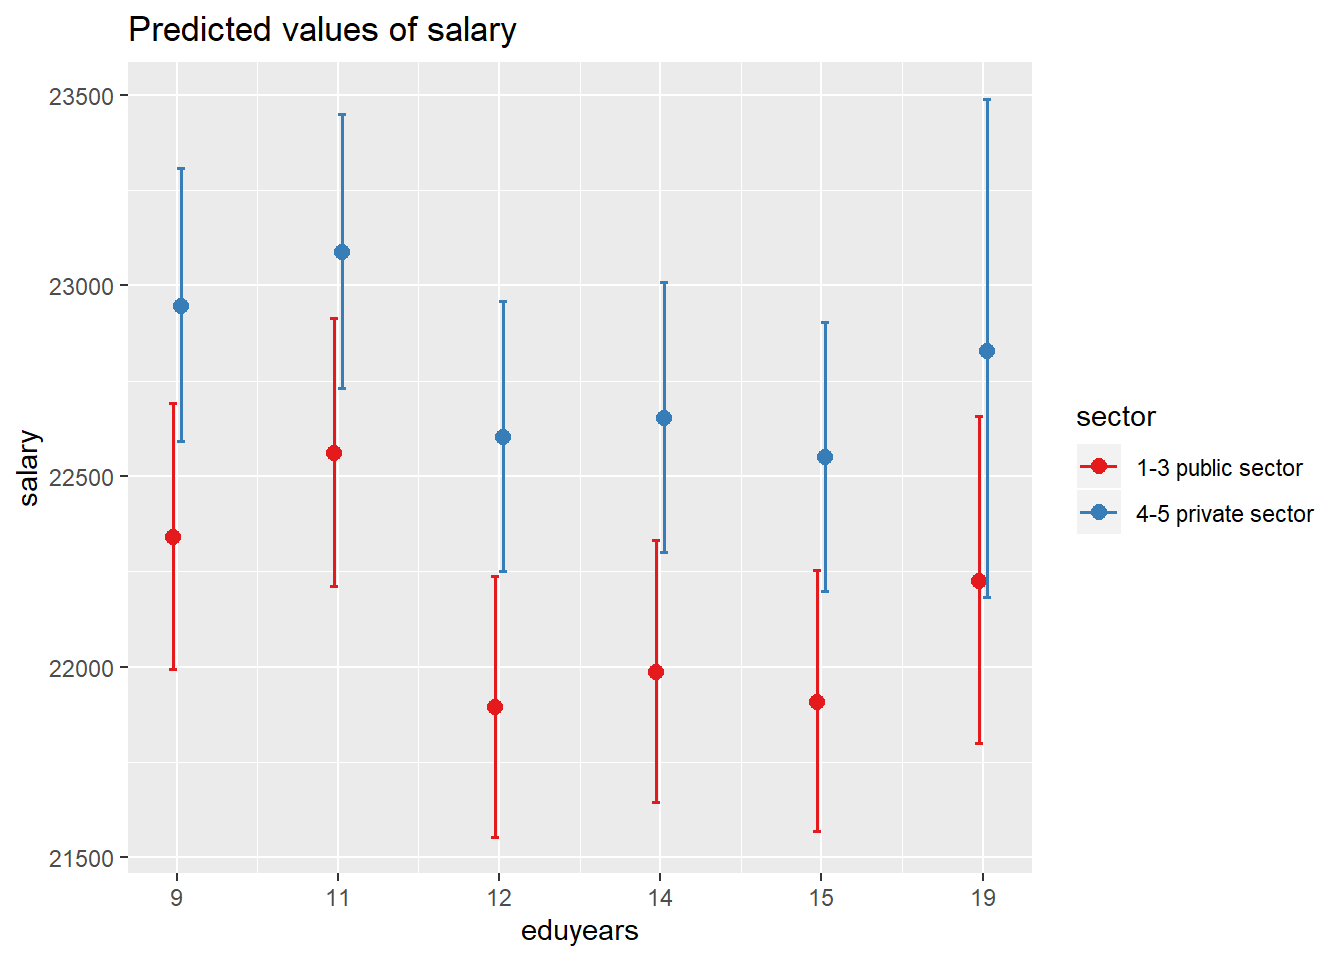 Predicted values of salary
23500
23000
22500
22000
21500
salary
9 11 12 14 15 19
eduyears
sector
1-3 public sector
4-5 private sector